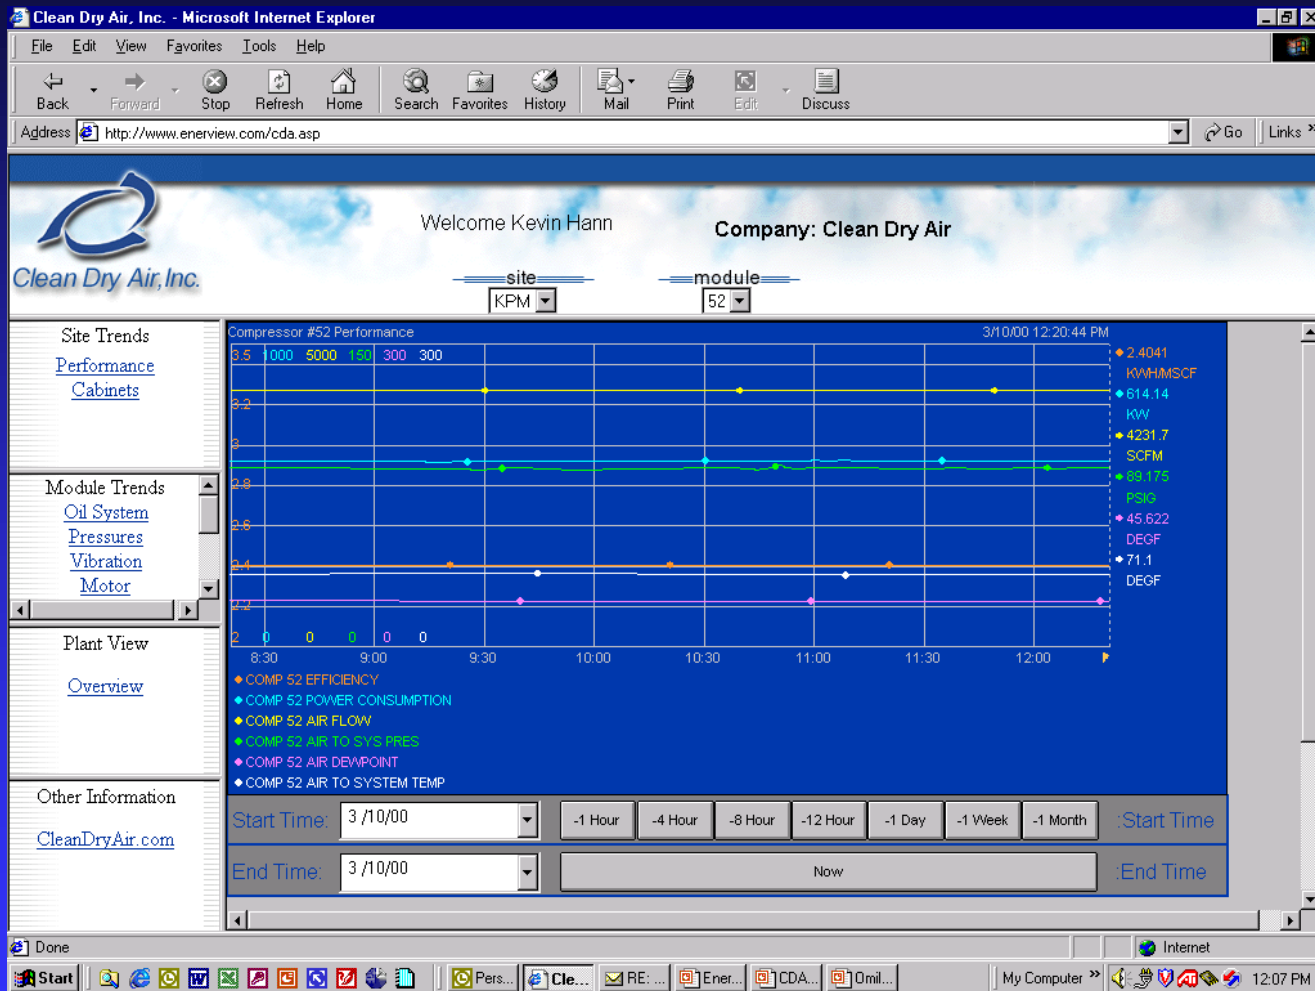 Clean Dry Air, Inc. - Microsoft Internet Explorer
File Edit View Favorites Tools Help
Back Forward Stop Refresh Home Search Favorites History Mail Print Edit Discuss
Address http://www.enerview.com/cda.asp Go Links »
Clean Dry Air, Inc.
Welcome Kevin Hann
Company: Clean Dry Air
site
KPM
module
52
Site Trends
Performance
Cabinets
Module Trends
Oil System
Pressures
Vibration
Motor
Plant View
Overview
Other Information
CleanDryAir.com
Compressor #52 Performance 3/10/00 12:20:44 PM
3.5 1000 5000 150 300 300
3.2
3
2.8
2.6
2.4
2.2
2 0 0 0 0 0
8:30 9:00 9:30 10:00 10:30 11:00 11:30 12:00
2.4041
KWH/MSCF
614.14
KW
4231.7
SCFM
89.175
PSIG
45.622
DEGF
71.1
DEGF
COMP 52 EFFICIENCY
COMP 52 POWER CONSUMPTION
COMP 52 AIR FLOW
COMP 52 AIR TO SYS PRES
COMP 52 AIR DEWPOINT
COMP 52 AIR TO SYSTEM TEMP
Start Time: 3 /10/00 -1 Hour -4 Hour -8 Hour -12 Hour -1 Day -1 Week -1 Month :Start Time
End Time: 3 /10/00 Now :End Time
Done Internet
Start Pers... Cle... RE: ... Ener... CDA... Omil... My Computer » 12:07 PM